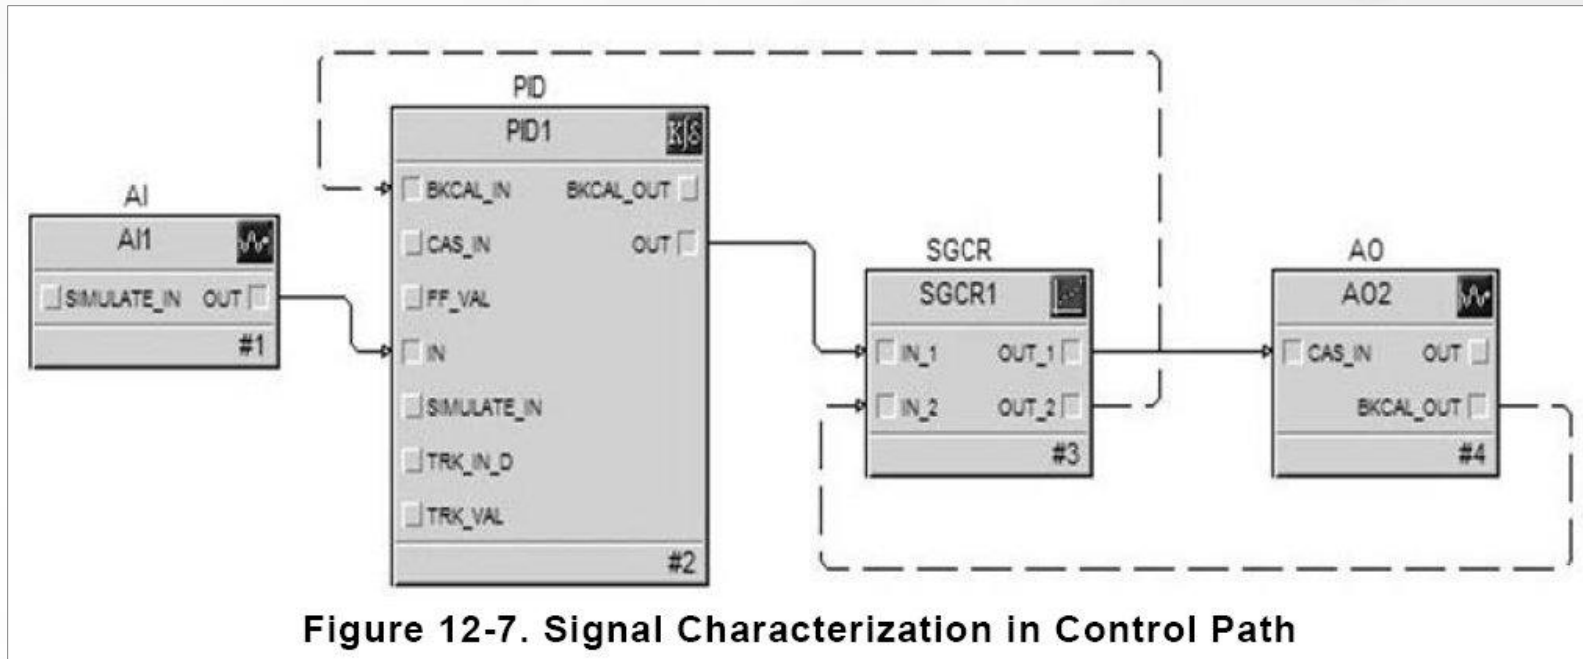 PID
PID1
K∫δ
BKCAL_IN BKCAL_OUT
CAS_IN OUT
FF_VAL
IN
SIMULATE_IN
TRK_IN_D
TRK_VAL
#2
AI
AI1
SIMULATE_IN OUT
#1
SGCR
SGCR1
IN_1 OUT_1
IN_2 OUT_2
#3
AO
AO2
CAS_IN OUT
BKCAL_OUT
#4
Figure 12-7. Signal Characterization in Control Path